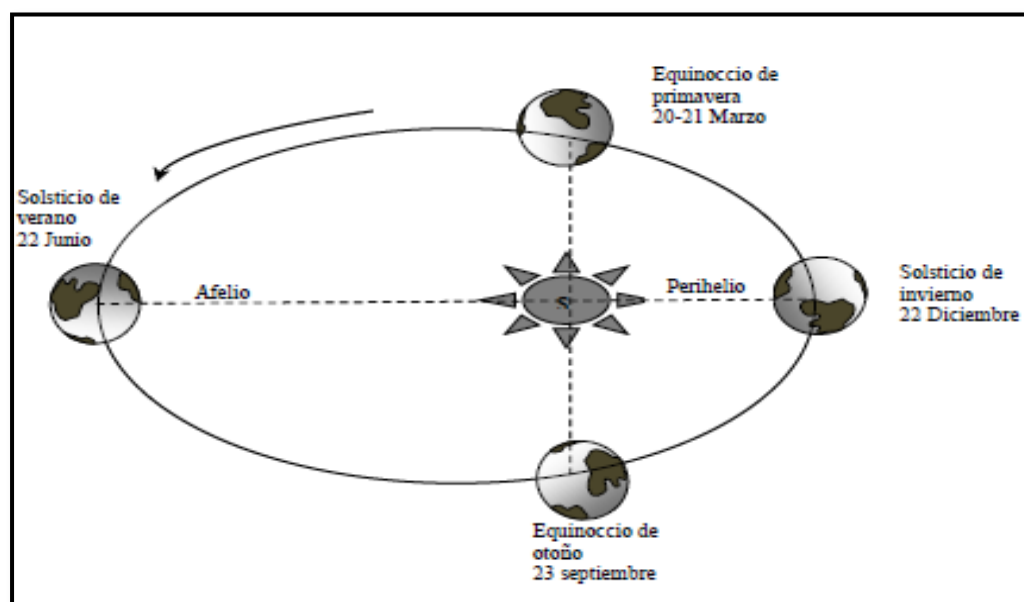 Equinoccio de
primavera
20-21 Marzo
Solsticio de
verano
22 Junio
Afelio
S
Perihelio
Solsticio de
invierno
22 Diciembre
Equinoccio de
otoño
23 septiembre